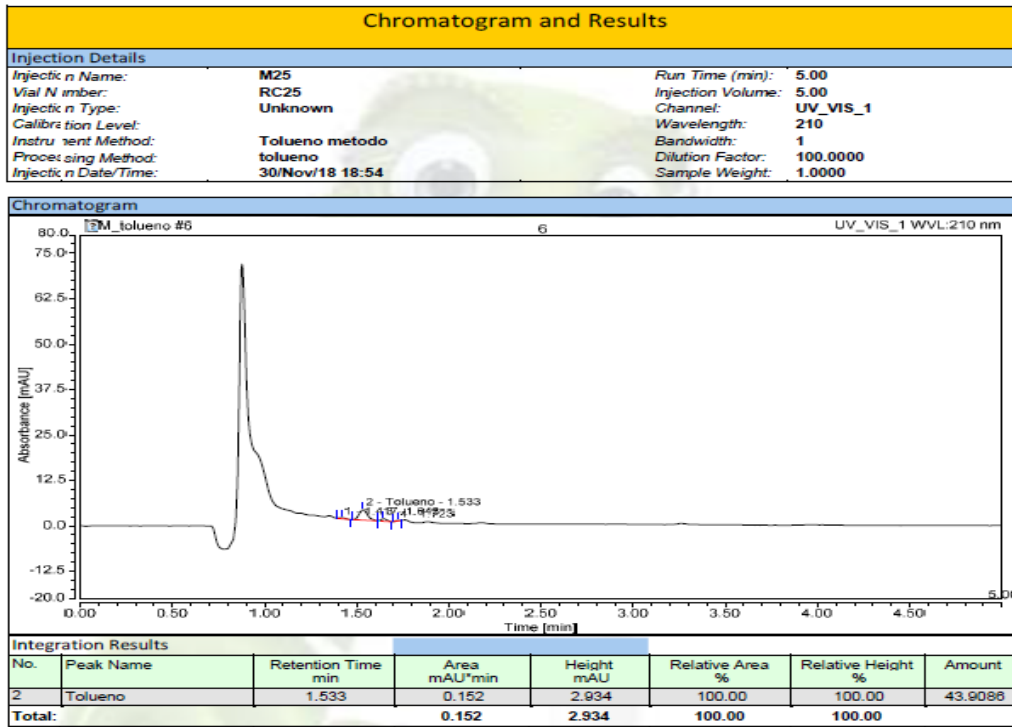 Chromatogram and Results
Injection Details
Injectic n Name: M25 Run Time (min): 5.00
Vial N imber: RC25 Injection Volume: 5.00
Injectic n Type: Unknown Channel: UV_VIS_1
Calibra tion Level: Wavelength: 210
Instru nent Method: Tolueno metodo Bandwidth: 1
Proces sing Method: tolueno Dilution Factor: 100.0000
Injectic n Date/Time: 30/Nov/18 18:54 Sample Weight: 1.0000
Chromatogram
M_tolueno #6 6 UV_VIS_1 WVL:210 nm
80.0
75.0
62.5
50.0
37.5
25.0
12.5
0.0
-12.5
-20.0
Absorbance [mAU]
2 - Tolueno - 1.533
0.00 0.50 1.00 1.50 2.00 2.50 3.00 3.50 4.00 4.50 5.00
Time [min]
Integration Results
No. Peak Name Retention Time Area Height Relative Area Relative Height Amount
min mAU*min mAU % %
2 Tolueno 1.533 0.152 2.934 100.00 100.00 43.9086
Total: 0.152 2.934 100.00 100.00